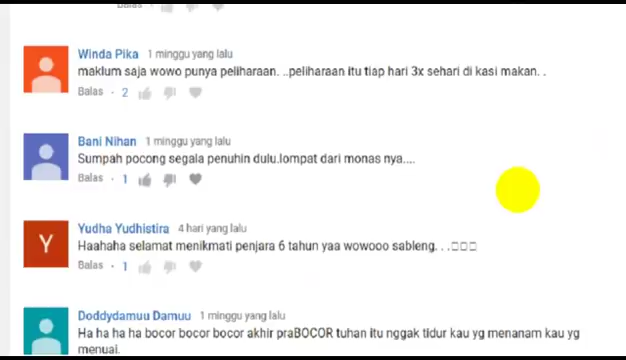 Balas
Winda Pika 1 minggu yang lalu
maklum saja wowo punya peliharaan. ..peliharaan itu tiap hari 3x sehari di kasi makan. .
Balas · 2
Bani Nihan 1 minggu yang lalu
Sumpah pocong segala penuhin dulu.lompat dari monas nya....
Balas · 1
Y
Yudha Yudhistira 4 hari yang lalu
Haahaha selamat menikmati penjara 6 tahun yaa wowooo sableng. . .□□□
Balas · 1
Doddydamuu Damuu 1 minggu yang lalu
Ha ha ha ha bocor bocor bocor akhir praBOCOR tuhan itu nggak tidur kau yg menanam kau yg
menuai.